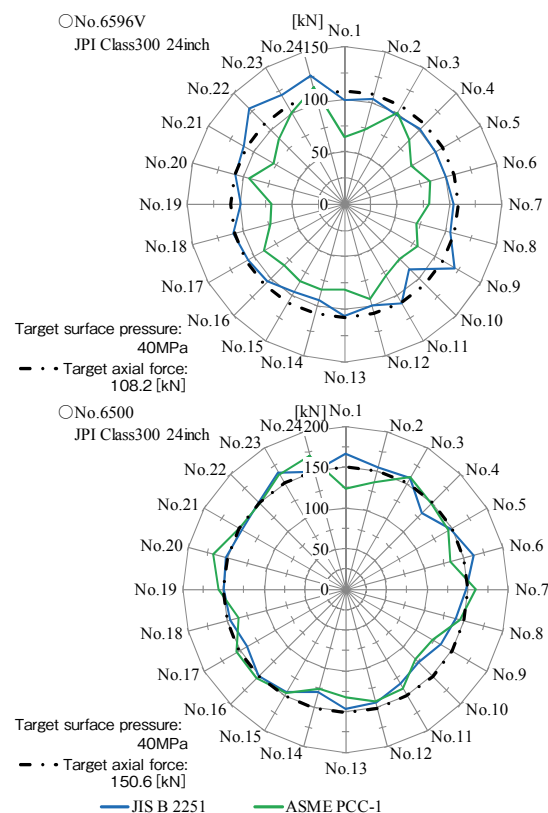 ○No.6596V
JPI Class300 24inch
[kN]
150
100
50
0
No.1
No.2
No.3
No.4
No.5
No.6
No.7
No.8
No.9
No.10
No.11
No.12
No.13
No.14
No.15
No.16
No.17
No.18
No.19
No.20
No.21
No.22
No.23
No.24
Target surface pressure:
40MPa
Target axial force:
108.2 [kN]
○No.6500
JPI Class300 24inch
[kN]
200
150
100
50
0
No.1
No.2
No.3
No.4
No.5
No.6
No.7
No.8
No.9
No.10
No.11
No.12
No.13
No.14
No.15
No.16
No.17
No.18
No.19
No.20
No.21
No.22
No.23
No.24
Target surface pressure:
40MPa
Target axial force:
150.6 [kN]
JIS B 2251
ASME PCC-1